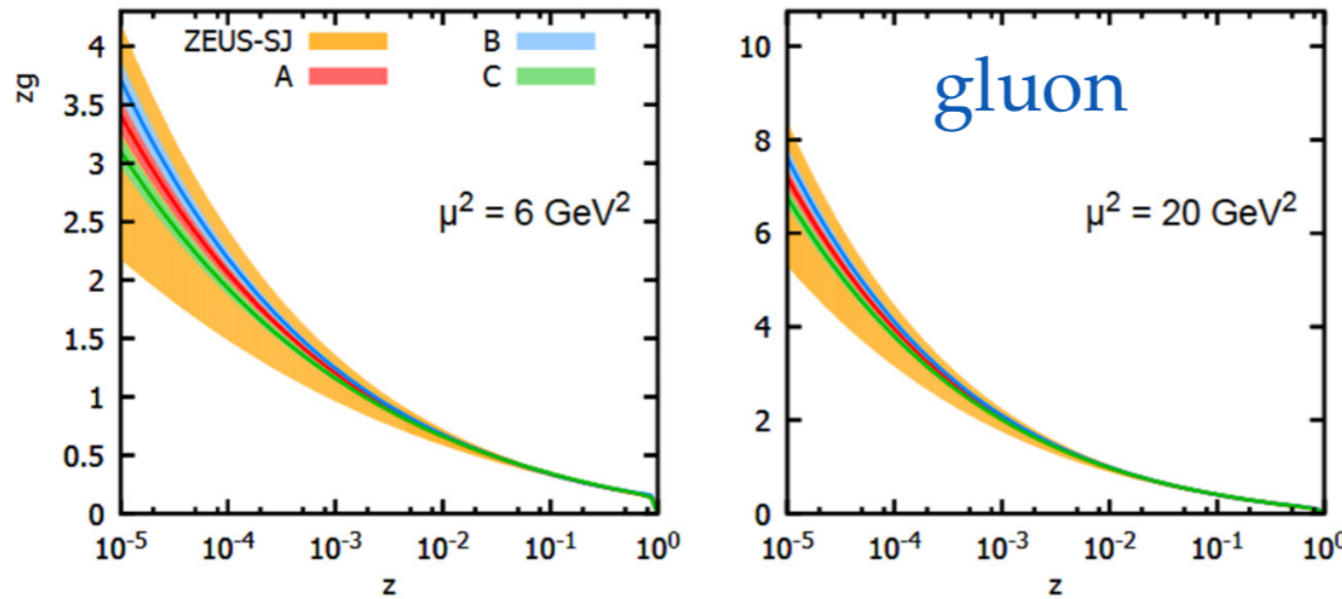 ZEUS-SJ
A
B
C
zg
4
3.5
3
2.5
2
1.5
1
0.5
0
μ² = 6 GeV²
10⁻⁵ 10⁻⁴ 10⁻³ 10⁻² 10⁻¹ 10⁰
z
gluon
10
8
6
4
2
0
μ² = 20 GeV²
10⁻⁵ 10⁻⁴ 10⁻³ 10⁻² 10⁻¹ 10⁰
z